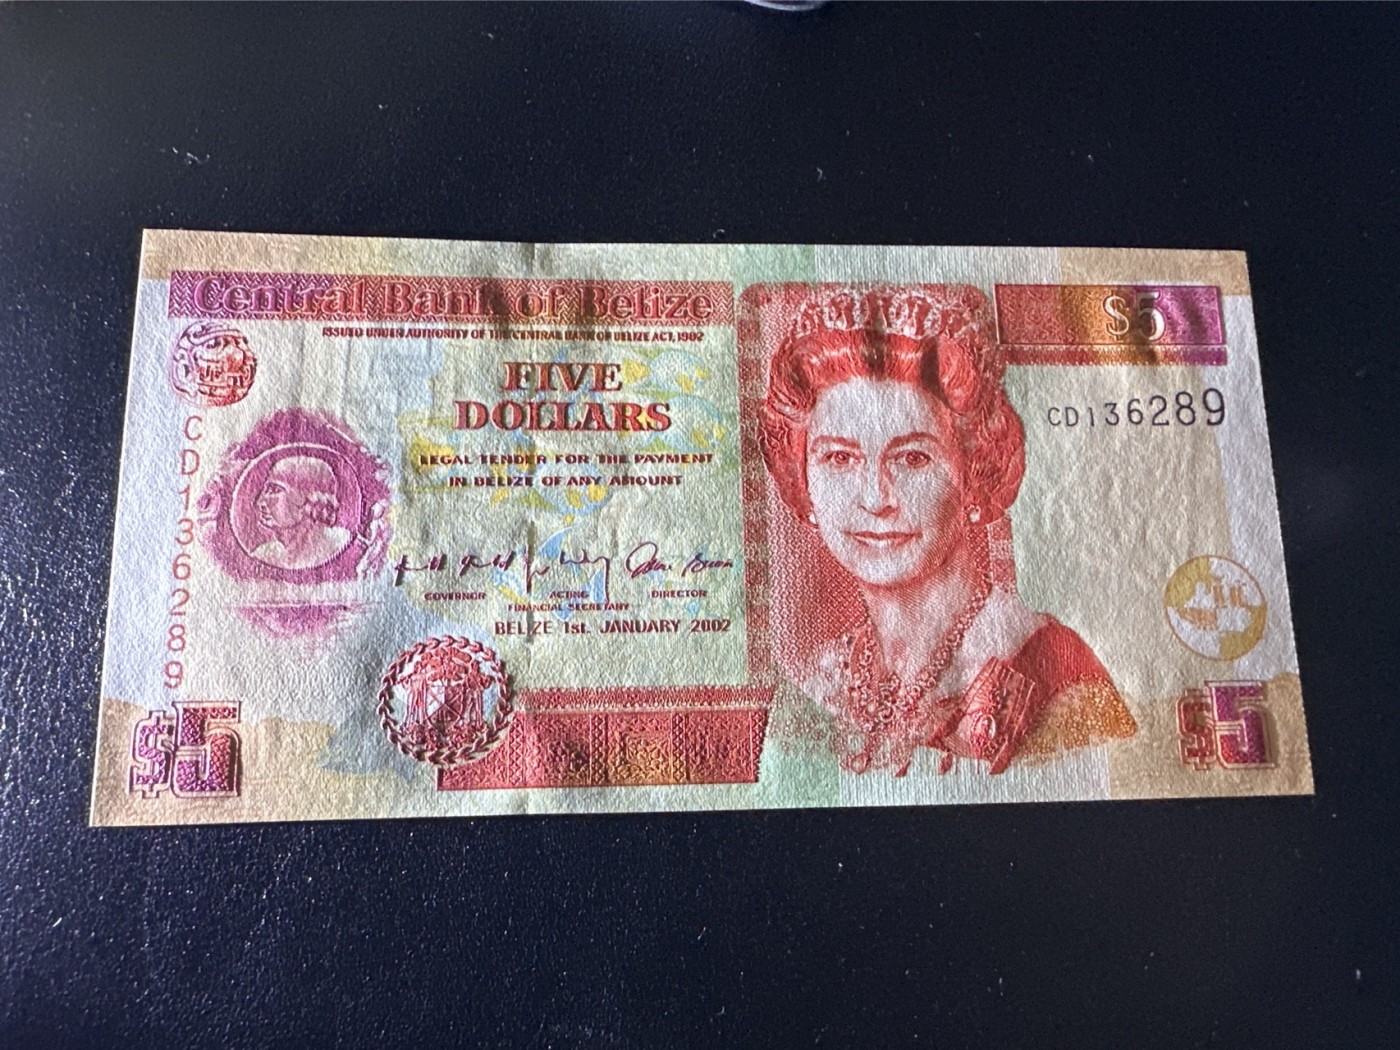 Central Bank of Belize
ISSUED UNDER AUTHORITY OF THE CENTRAL BANK OF BELIZE ACT, 1982
$5
FIVE
DOLLARS
CD136289
CD136289
LEGAL TENDER FOR THE PAYMENT
IN BELIZE OF ANY AMOUNT
GOVERNOR ACTING DIRECTOR
FINANCIAL SECRETARY
BELIZE 1st. JANUARY 2002
$5
$5